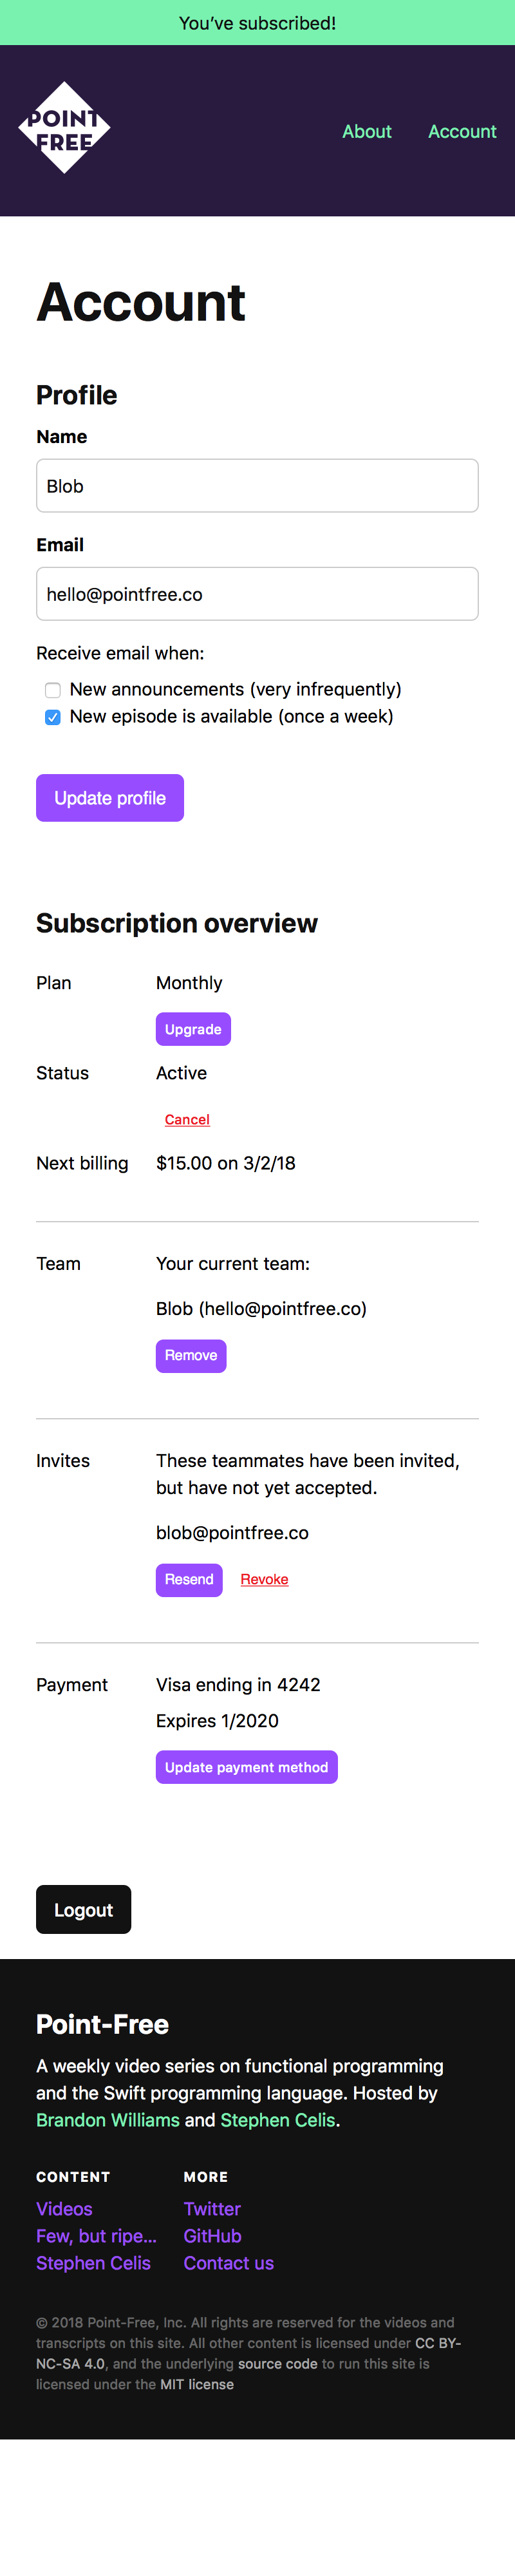 You’ve subscribed!
POINT
FREE
About
Account
Account
Profile
Name
Blob
Email
hello@pointfree.co
Receive email when:
New announcements (very infrequently)
New episode is available (once a week)
Update profile
Subscription overview
Plan
Monthly
Upgrade
Status
Active
Cancel
Next billing
$15.00 on 3/2/18
Team
Your current team:
Blob (hello@pointfree.co)
Remove
Invites
These teammates have been invited,
but have not yet accepted.
blob@pointfree.co
Resend
Revoke
Payment
Visa ending in 4242
Expires 1/2020
Update payment method
Logout
Point-Free
A weekly video series on functional programming
and the Swift programming language. Hosted by
Brandon Williams and Stephen Celis.
CONTENT
Videos
Few, but ripe...
Stephen Celis
MORE
Twitter
GitHub
Contact us
© 2018 Point-Free, Inc. All rights are reserved for the videos and
transcripts on this site. All other content is licensed under CC BY-
NC-SA 4.0, and the underlying source code to run this site is
licensed under the MIT license